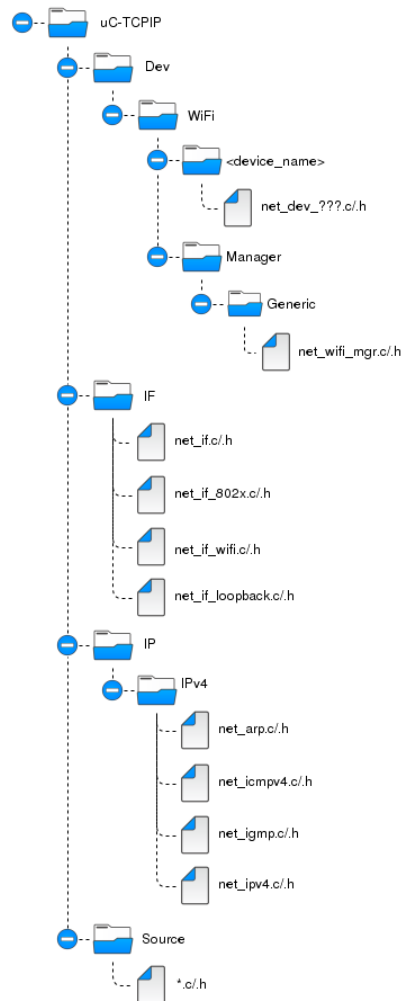 uC-TCPIP
Dev
WiFi
<device_name>
net_dev_???.c/.h
Manager
Generic
net_wifi_mgr.c/.h
IF
net_if.c/.h
net_if_802x.c/.h
net_if_wifi.c/.h
net_if_loopback.c/.h
IP
IPv4
net_arp.c/.h
net_icmpv4.c/.h
net_igmp.c/.h
net_ipv4.c/.h
Source
*.c/.h